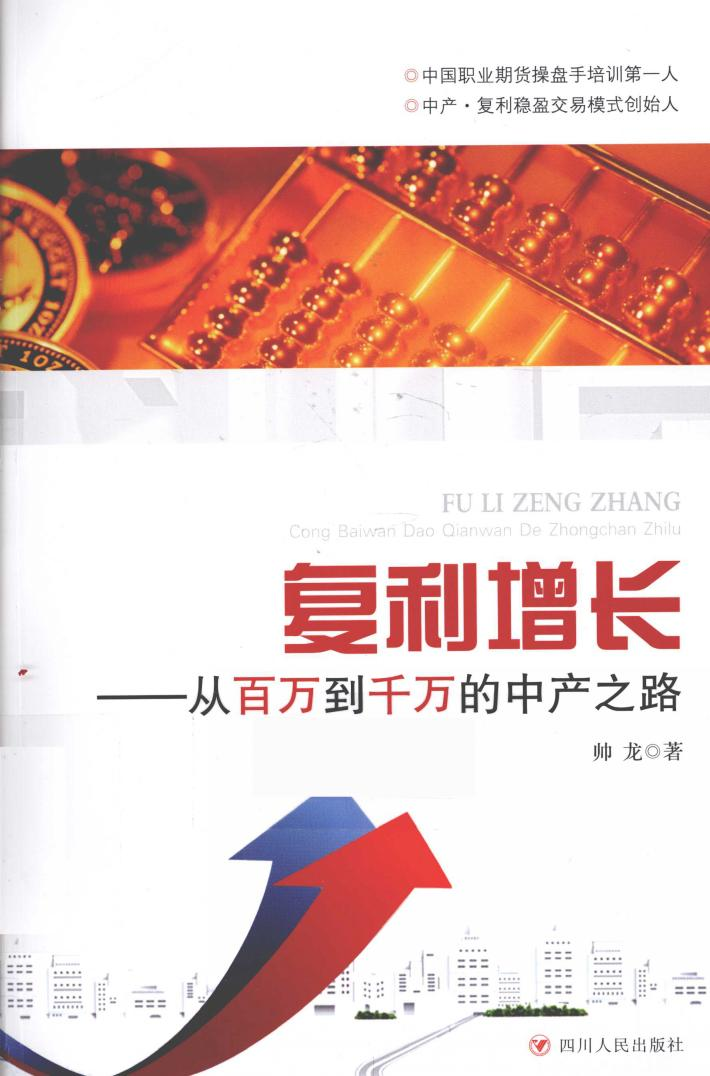 ◎中国职业期货操盘手培训第一人
◎中产·复利稳盈交易模式创始人
10Z
FU LI ZENG ZHANG
Cong Baiwan Dao Qianwan De Zhongchan Zhilu
复利增长
——从百万到千万的中产之路
帅 龙◎著
四川人民出版社